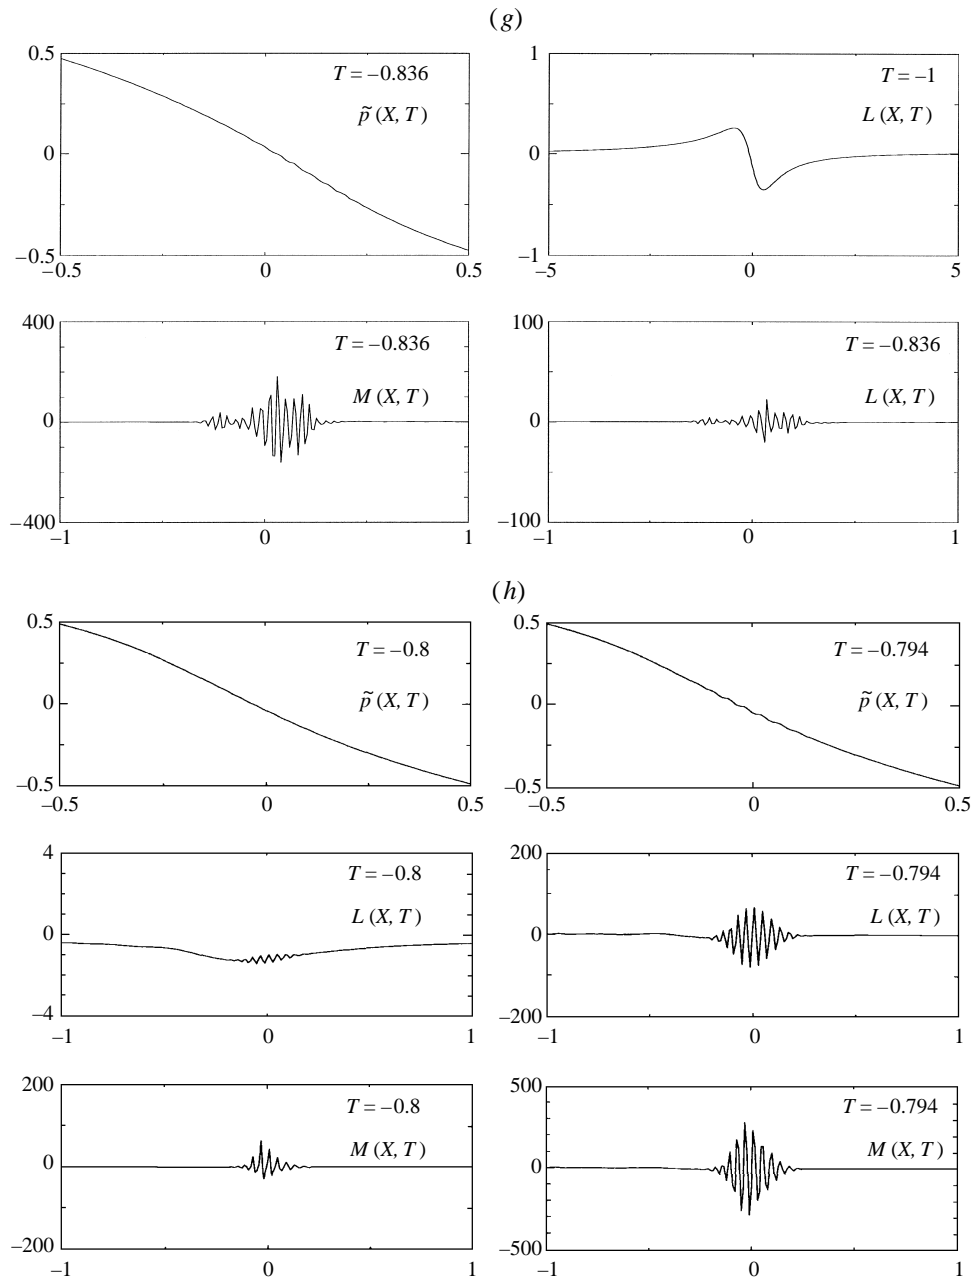 (g)
0.5
T = –0.836
p̃ (X, T)
0
–0.5
–0.5
0
0.5
1
T = –1
L (X, T)
0
–1
–5
0
5
400
T = –0.836
M (X, T)
0
–400
–1
0
1
100
T = –0.836
L (X, T)
0
–100
–1
0
1
(h)
0.5
T = –0.8
p̃ (X, T)
0
–0.5
–0.5
0
0.5
0.5
T = –0.794
p̃ (X, T)
0
–0.5
–0.5
0
0.5
4
T = –0.8
L (X, T)
0
–4
–1
0
1
200
T = –0.794
L (X, T)
0
–200
–1
0
1
200
T = –0.8
M (X, T)
0
–200
–1
0
1
500
T = –0.794
M (X, T)
0
–500
–1
0
1